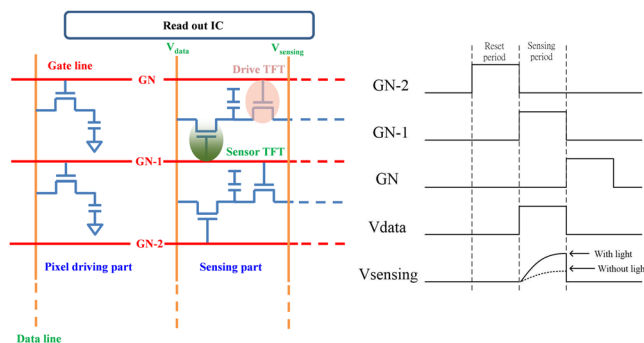 Read out IC
Vdata
Vsensing
Gate line
GN
Drive TFT
Sensor TFT
GN-1
GN-2
Pixel driving part
Sensing part
Data line
Reset period
Sensing period
GN-2
GN-1
GN
Vdata
With light
Without light
Vsensing